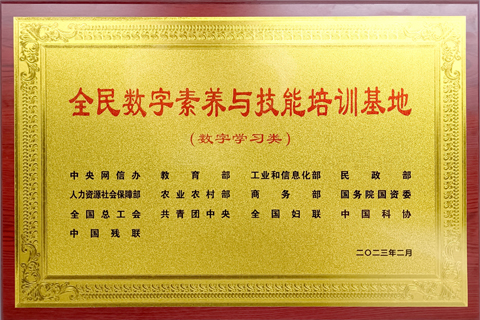 全民数字素养与技能培训基地
（数字学习类）
中央网信办 教育部 工业和信息化部 民政部
人力资源社会保障部 农业农村部 商务部 国务院国资委
全国总工会 共青团中央 全国妇联 中国科协
中国残联
二〇二三年二月